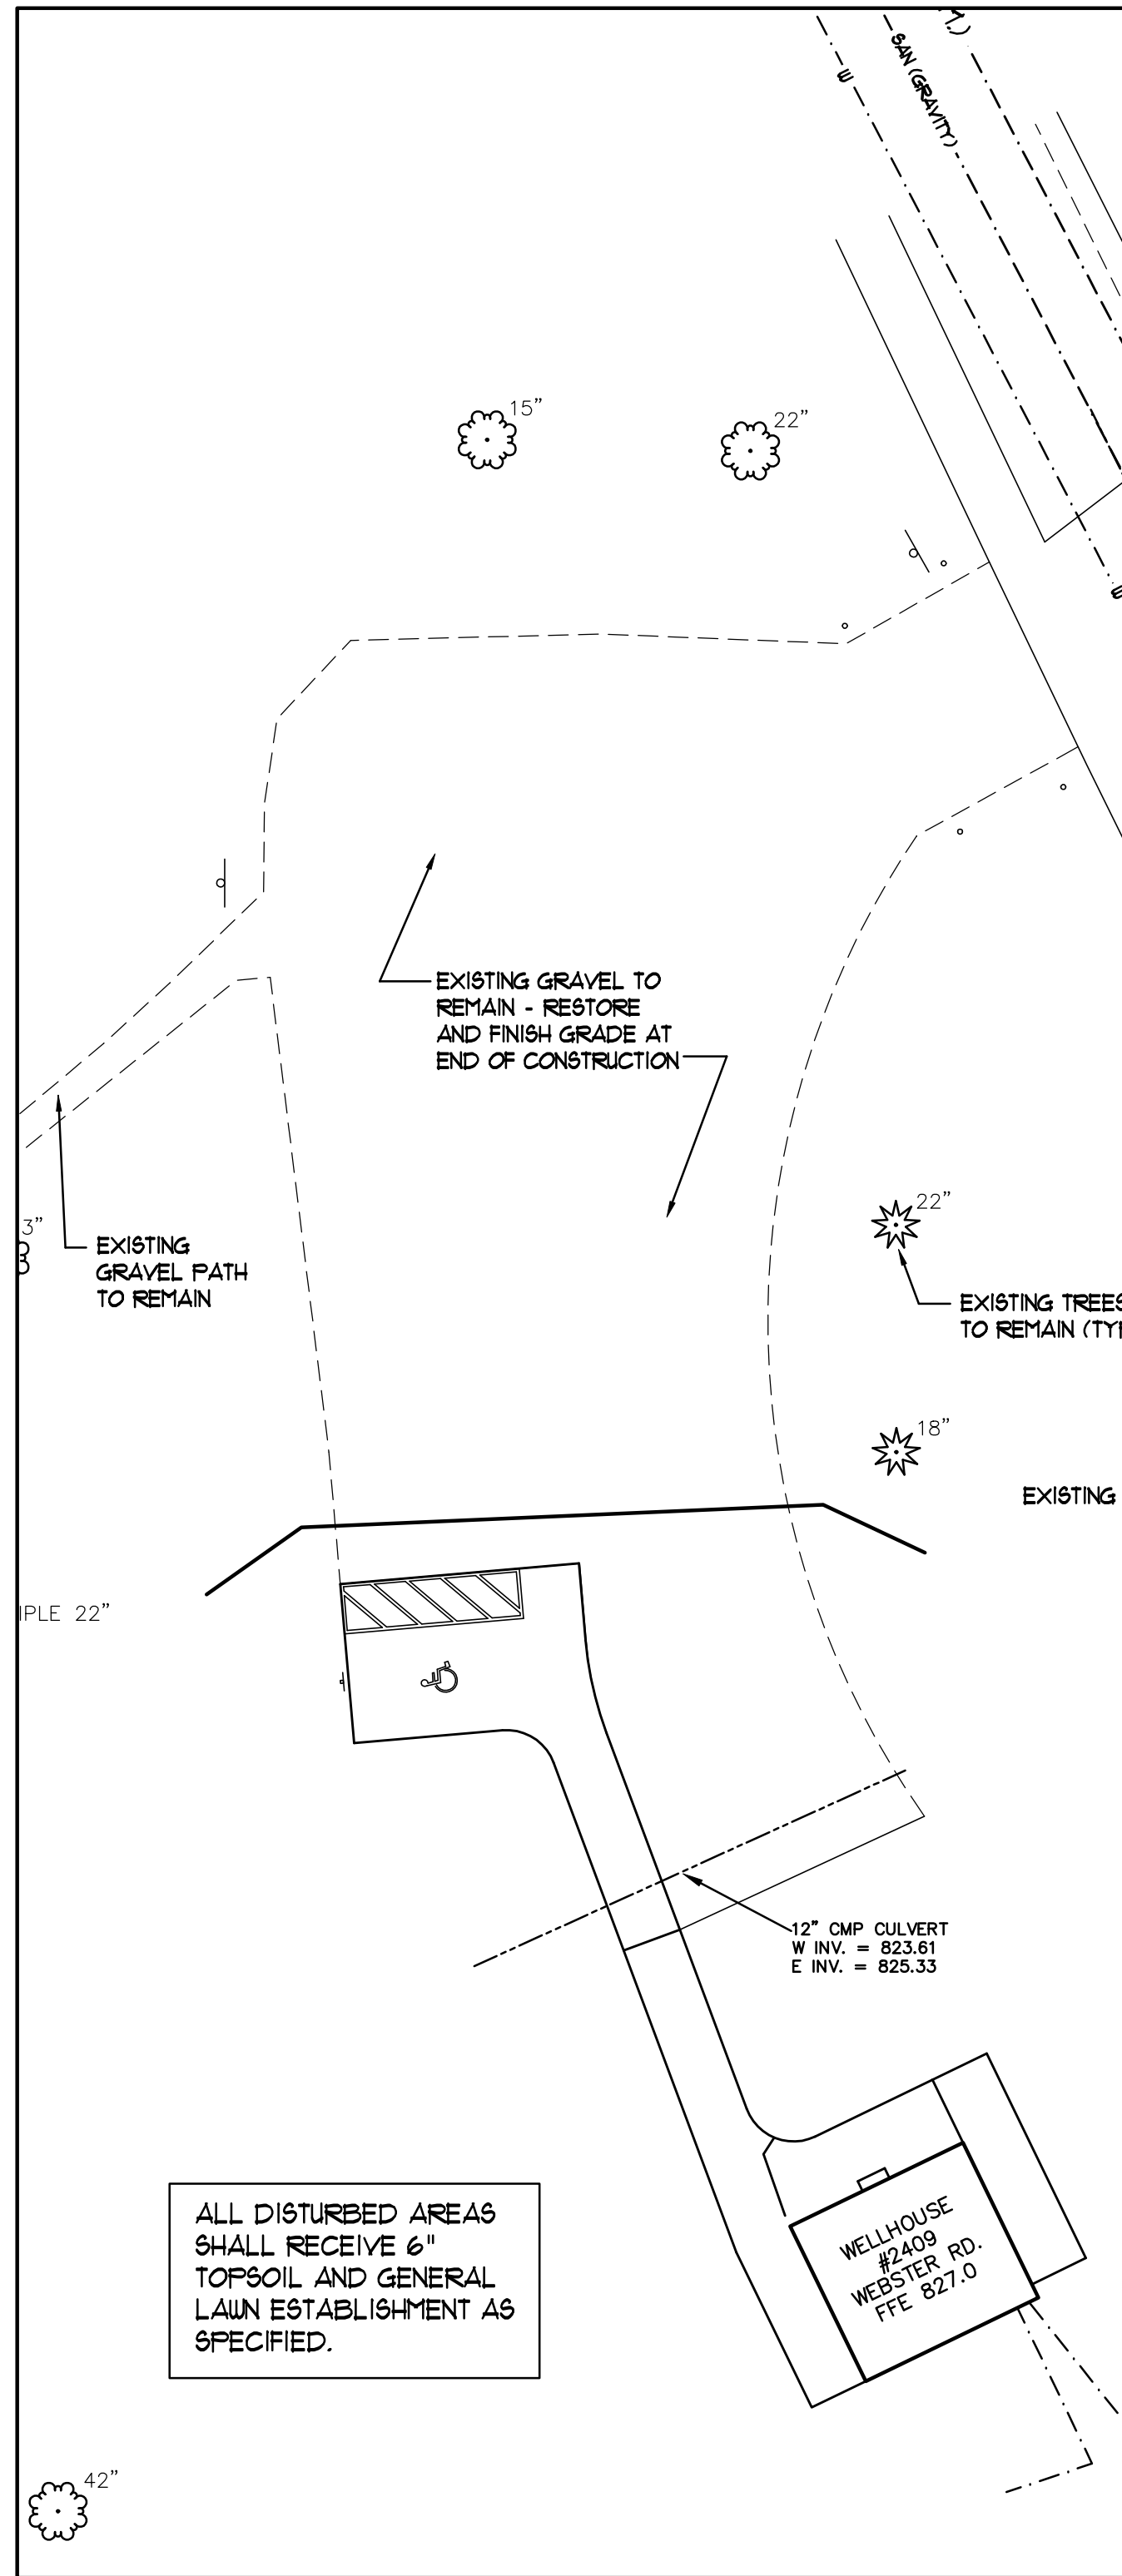 SAN (GRAVITY)
15"
22"
EXISTING GRAVEL TO
REMAIN - RESTORE
AND FINISH GRADE AT
END OF CONSTRUCTION
3"
EXISTING
GRAVEL PATH
TO REMAIN
22"
EXISTING TREES
TO REMAIN (TYP
18"
EXISTING
IPLE 22"
12" CMP CULVERT
W INV. = 823.61
E INV. = 825.33
WELLHOUSE
#2409
WEBSTER RD.
FFE 827.0
ALL DISTURBED AREAS
SHALL RECEIVE 6"
TOPSOIL AND GENERAL
LAWN ESTABLISHMENT AS
SPECIFIED.
42"